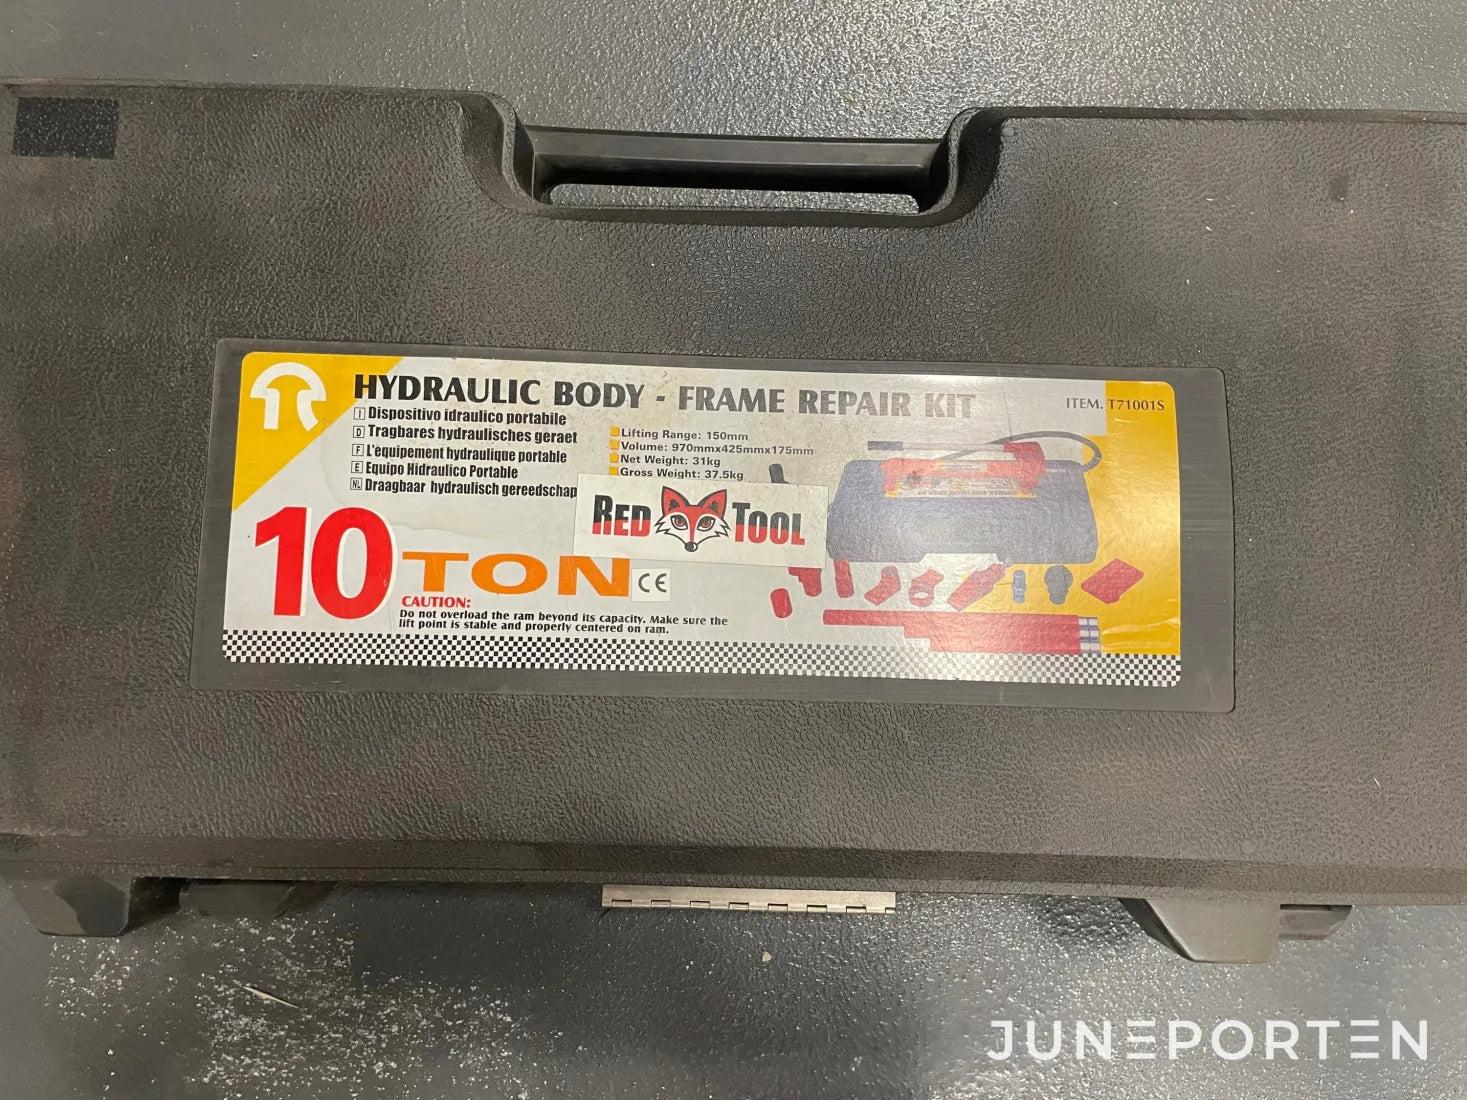 HYDRAULIC BODY - FRAME REPAIR KIT
ITEM. T71001S
I Dispositivo idraulico portabile
D Tragbares hydraulisches geraet
F L'equipement hydraulique portable
E Equipo Hidraulico Portable
NL Draagbaar hydraulisch gereedschap
Lifting Range: 150mm
Volume: 970mmx425mmx175mm
Net Weight: 31kg
Gross Weight: 37.5kg
RED TOOL
10 TON
CE
CAUTION:
Do not overload the ram beyond its capacity. Make sure the
lift point is stable and properly centered on ram.
JUNEPORTEN